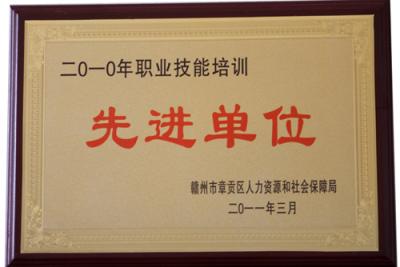 二〇一〇年职业技能培训
先进单位
赣州市章贡区人力资源和社会保障局
二〇一一年三月